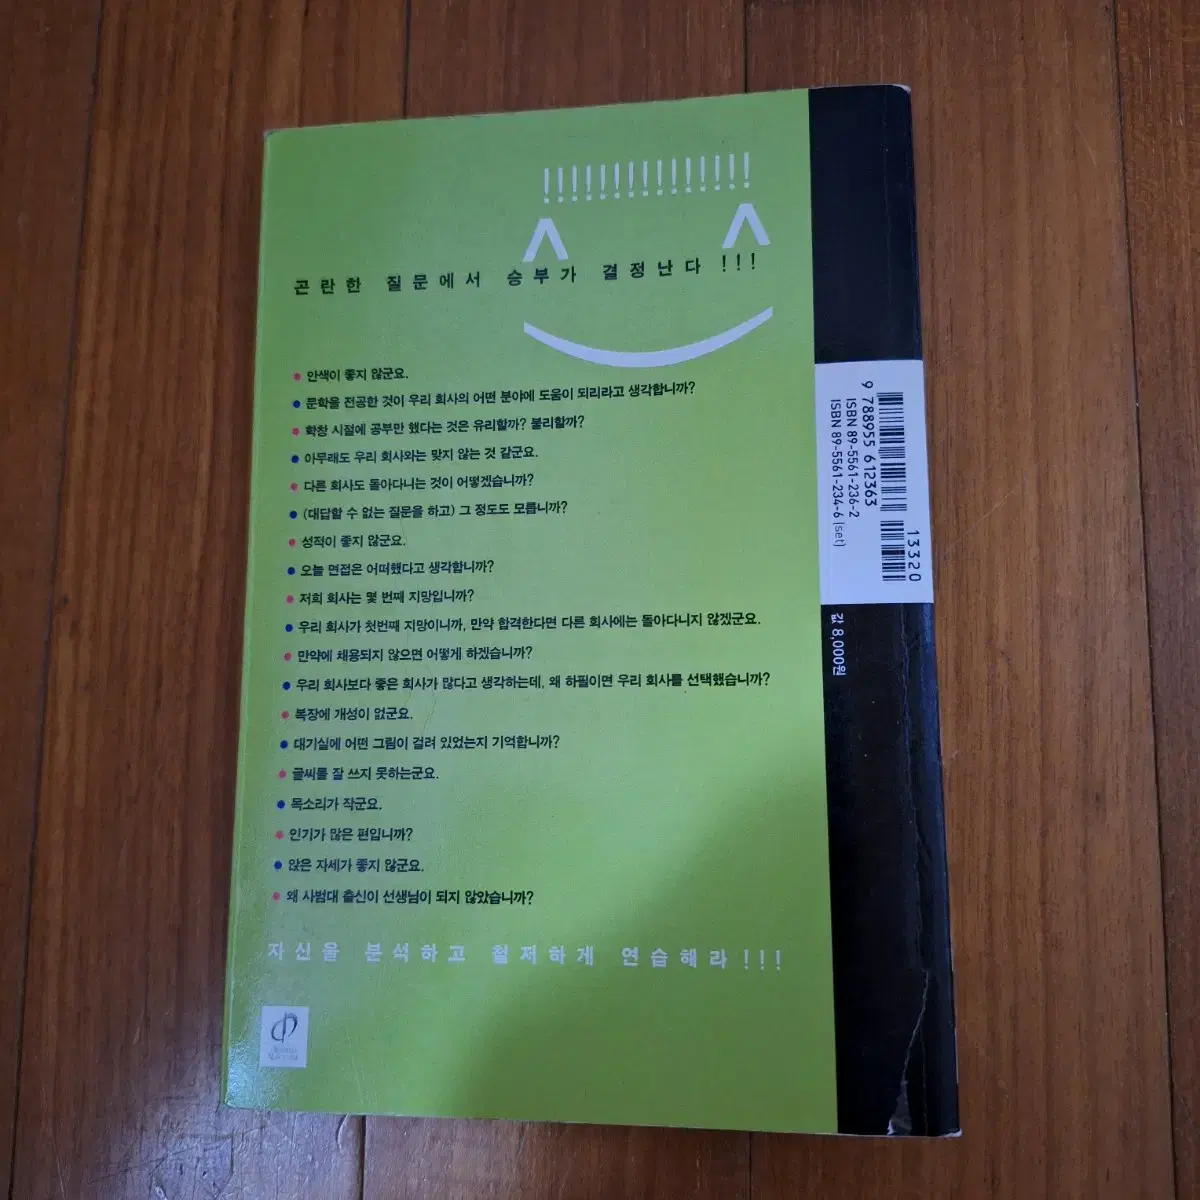 !!!!!!!!!!!!!!!
^ ^
곤란한 질문에서 승부가 결정난다!!!
• 안색이 좋지 않군요.
• 문학을 전공한 것이 우리 회사의 어떤 분야에 도움이 되리라고 생각합니까?
• 학창 시절에 공부만 했다는 것은 유리할까? 불리할까?
• 아무래도 우리 회사와는 맞지 않는 것 같군요.
• 다른 회사도 돌아다니는 것이 어떻겠습니까?
• (대답할 수 없는 질문을 하고) 그 정도도 모릅니까?
• 성적이 좋지 않군요.
• 오늘 면접은 어떠했다고 생각합니까?
• 저희 회사는 몇 번째 지망입니까?
• 우리 회사가 첫번째 지망이니까, 만약 합격한다면 다른 회사에는 돌아다니지 않겠군요.
• 만약에 채용되지 않으면 어떻게 하겠습니까?
• 우리 회사보다 좋은 회사가 많다고 생각하는데, 왜 하필이면 우리 회사를 선택했습니까?
• 복장에 개성이 없군요.
• 대기실에 어떤 그림이 걸려 있었는지 기억합니까?
• 글씨를 잘 쓰지 못하는군요.
• 목소리가 작군요.
• 인기가 많은 편입니까?
• 앉은 자세가 좋지 않군요.
• 왜 사범대 출신이 선생님이 되지 않았습니까?
자신을 분석하고 철저하게 연습해라!!!
13320
9 788955 612363
ISBN 89-5561-236-2
ISBN 89-5561-234-6 (set)
값 8,000원